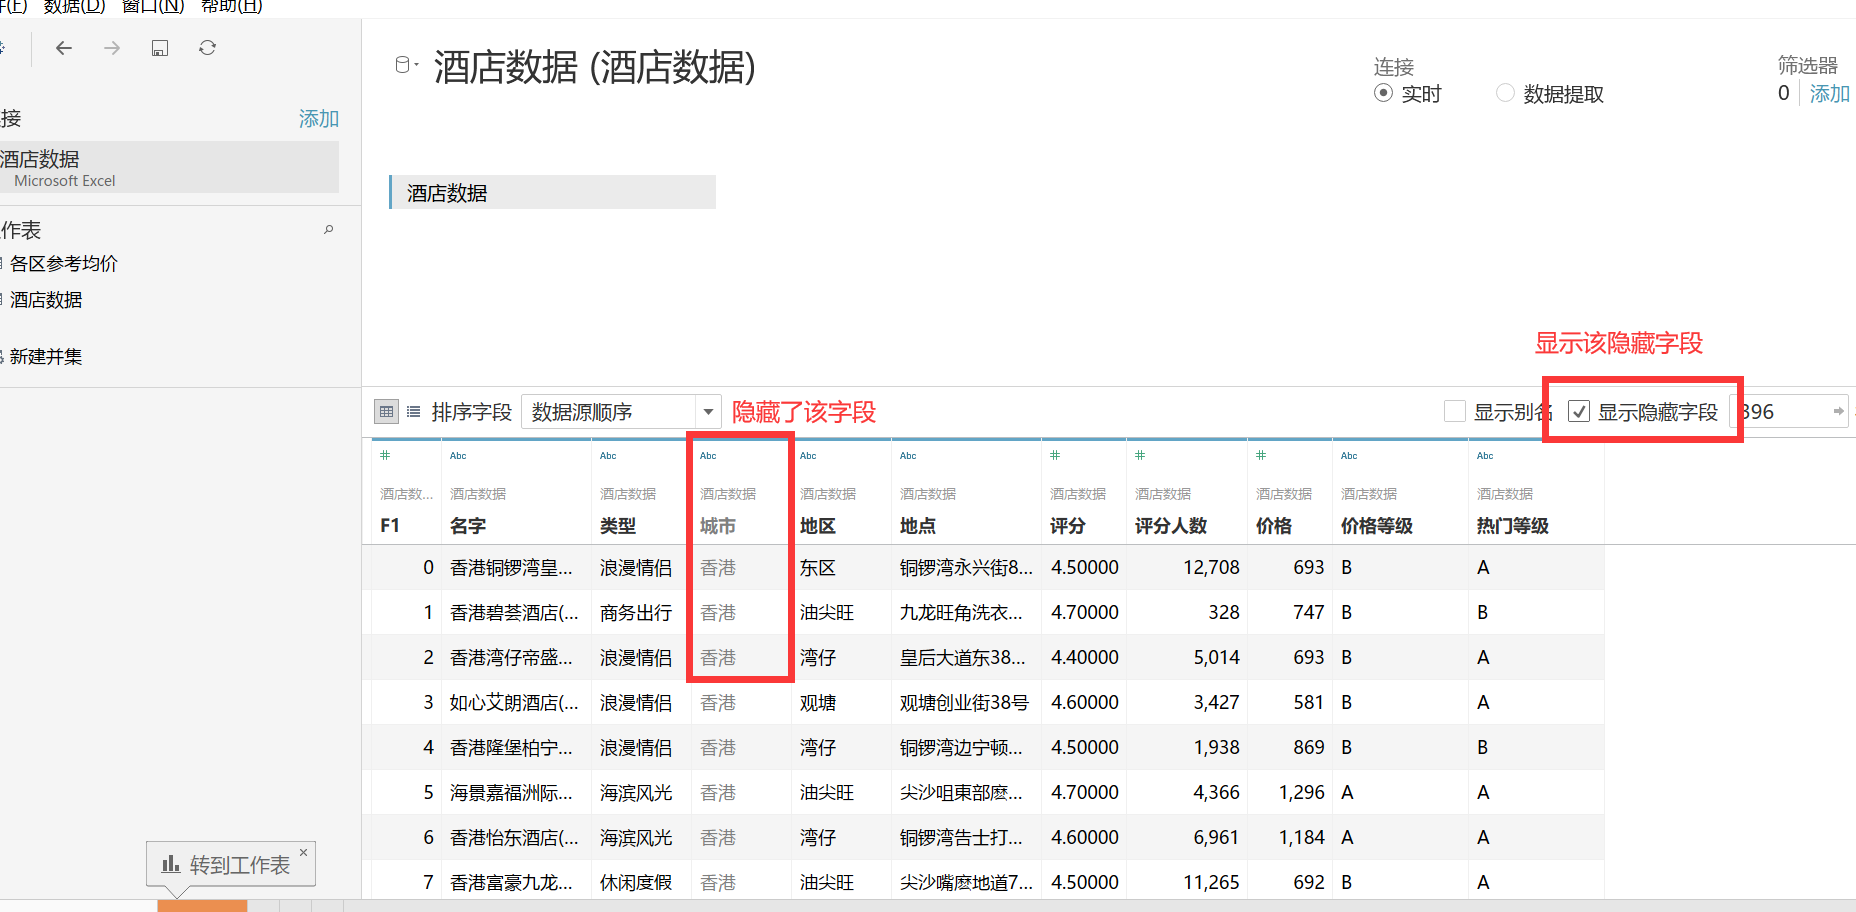 件(F) 数据(D) 窗口(N) 帮助(H)
酒店数据 (酒店数据)
连接
实时 数据提取
筛选器
0 添加
接 添加
酒店数据
Microsoft Excel
酒店数据
作表
各区参考均价
酒店数据
新建并集
显示该隐藏字段
排序字段 数据源顺序 隐藏了该字段 显示别名 显示隐藏字段 396
# Abc Abc Abc Abc Abc # # # Abc Abc
酒店数... 酒店数据 酒店数据 酒店数据 酒店数据 酒店数据 酒店数据 酒店数据 酒店数据 酒店数据 酒店数据
F1 名字 类型 城市 地区 地点 评分 评分人数 价格 价格等级 热门等级
0 香港铜锣湾皇... 浪漫情侣 香港 东区 铜锣湾永兴街8... 4.50000 12,708 693 B A
1 香港碧荟酒店(... 商务出行 香港 油尖旺 九龙旺角洗衣... 4.70000 328 747 B B
2 香港湾仔帝盛... 浪漫情侣 香港 湾仔 皇后大道东38... 4.40000 5,014 693 B A
3 如心艾朗酒店(... 浪漫情侣 香港 观塘 观塘创业街38号 4.60000 3,427 581 B A
4 香港隆堡柏宁... 浪漫情侣 香港 湾仔 铜锣湾边宁顿... 4.50000 1,938 869 B B
5 海景嘉福洲际... 海滨风光 香港 油尖旺 尖沙咀東部麽... 4.70000 4,366 1,296 A A
6 香港怡东酒店(... 海滨风光 香港 湾仔 铜锣湾告士打... 4.60000 6,961 1,184 A A
7 香港富豪九龙... 休闲度假 香港 油尖旺 尖沙嘴麽地道7... 4.50000 11,265 692 B A
转到工作表